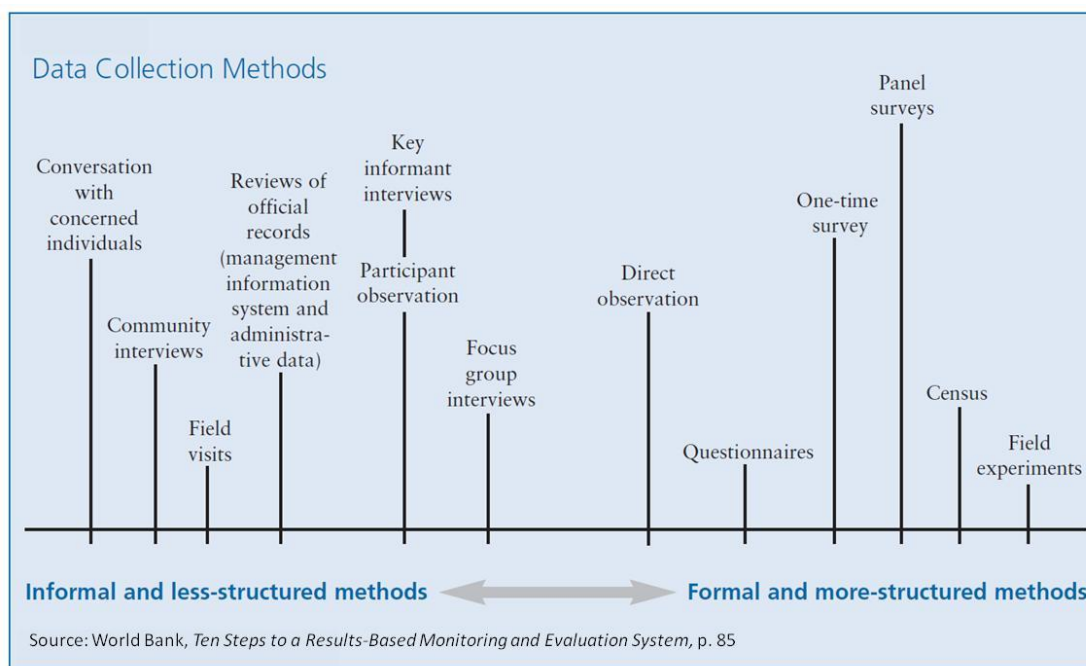 Data Collection Methods
Conversation
with
concerned
individuals
Community
interviews
Field
visits
Reviews of
official
records
(management
information
system and
administra-
tive data)
Key
informant
interviews
Participant
observation
Focus
group
interviews
Direct
observation
Questionnaires
One-time
survey
Panel
surveys
Census
Field
experiments
Informal and less-structured methods
Formal and more-structured methods
Source: World Bank, Ten Steps to a Results-Based Monitoring and Evaluation System, p. 85